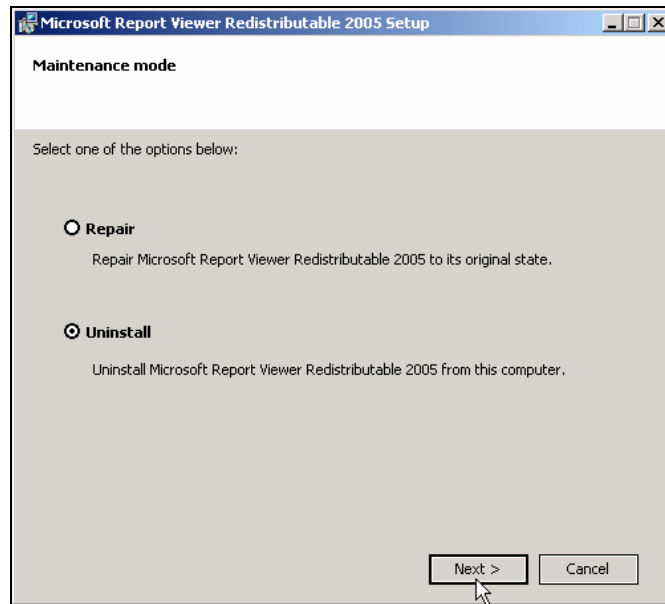 Microsoft Report Viewer Redistributable 2005 Setup
Maintenance mode
Select one of the options below:
Repair
Repair Microsoft Report Viewer Redistributable 2005 to its original state.
Uninstall
Uninstall Microsoft Report Viewer Redistributable 2005 from this computer.
Next > Cancel